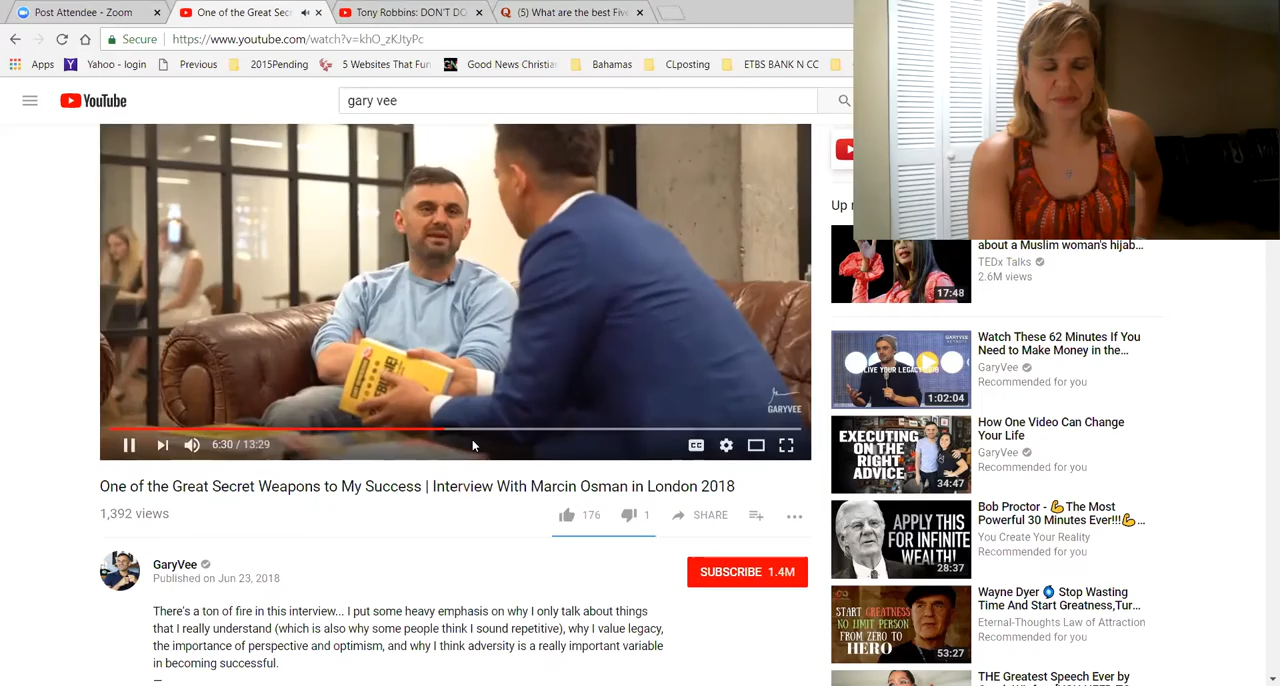 Post Attendee - Zoom
One of the Great Secr
Tony Robbins: DON'T DO
(5) What are the best Five
Secure https://www.youtube.com/watch?v=khO_zKJtyPc
Apps Yahoo - login Previous 2013Pending 5 Websites That Fun Good News Christian Bahamas CLposting ETBS BANK N CC
YouTube
gary vee
GARYVEE
6:30 / 13:29
CC
One of the Great Secret Weapons to My Success | Interview With Marcin Osman in London 2018
1,392 views
176 1 SHARE
GaryVee
Published on Jun 23, 2018
SUBSCRIBE 1.4M
There's a ton of fire in this interview... I put some heavy emphasis on why I only talk about things
that I really understand (which is also why some people think I sound repetitive), why I value legacy,
the importance of perspective and optimism, and why I think adversity is a really important variable
in becoming successful.
Up n
about a Muslim woman's hijab...
TEDx Talks
2.6M views
17:48
Watch These 62 Minutes If You
Need to Make Money in the...
GaryVee
Recommended for you
LIVE YOUR LEGACY 2018
1:02:04
How One Video Can Change
Your Life
GaryVee
Recommended for you
EXECUTING
ON THE
RIGHT
ADVICE
34:47
Bob Proctor - 💪The Most
Powerful 30 Minutes Ever!!!💪...
You Create Your Reality
Recommended for you
APPLY THIS
FOR INFINITE
WEALTH!
28:37
Wayne Dyer 🧿 Stop Wasting
Time And Start Greatness,Tur...
Eternal-Thoughts Law of Attraction
Recommended for you
START GREATNESS
NO LIMIT PERSON
FROM ZERO TO
HERO
53:27
THE Greatest Speech Ever by